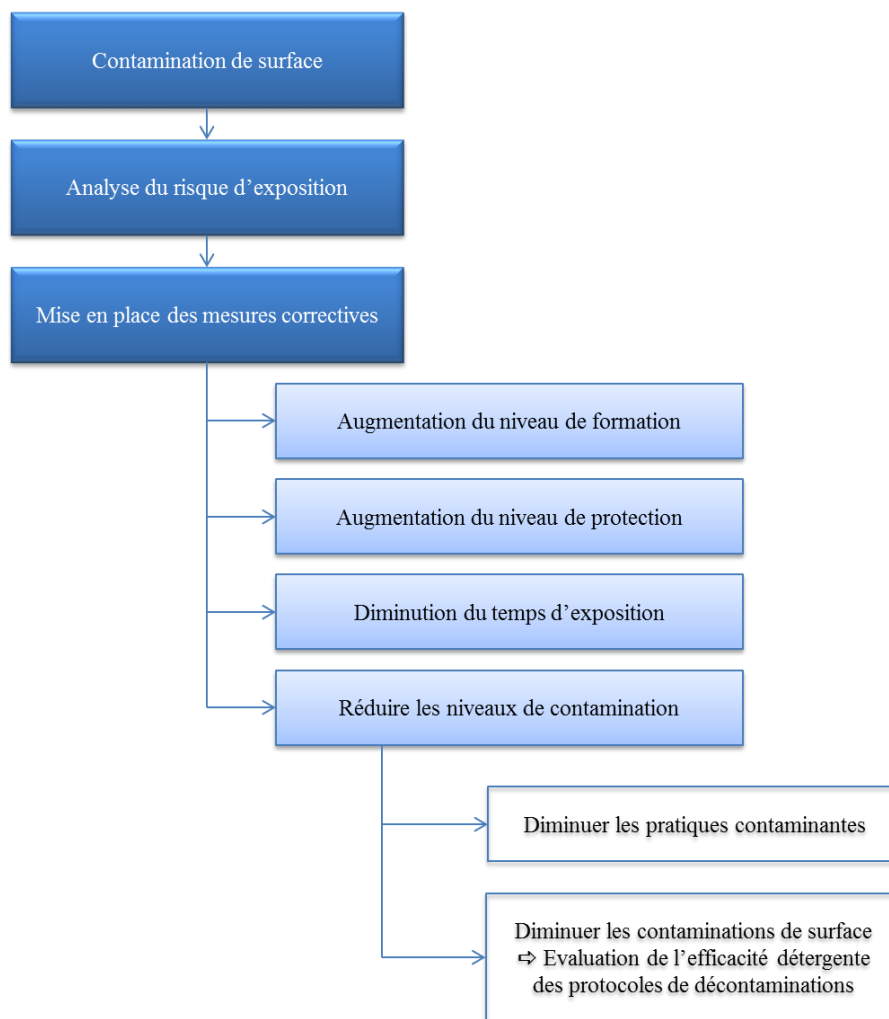 Contamination de surface
Analyse du risque d’exposition
Mise en place des mesures correctives
Augmentation du niveau de formation
Augmentation du niveau de protection
Diminution du temps d’exposition
Réduire les niveaux de contamination
Diminuer les pratiques contaminantes
Diminuer les contaminations de surface
⇨ Evaluation de l’efficacité détergente
des protocoles de décontaminations